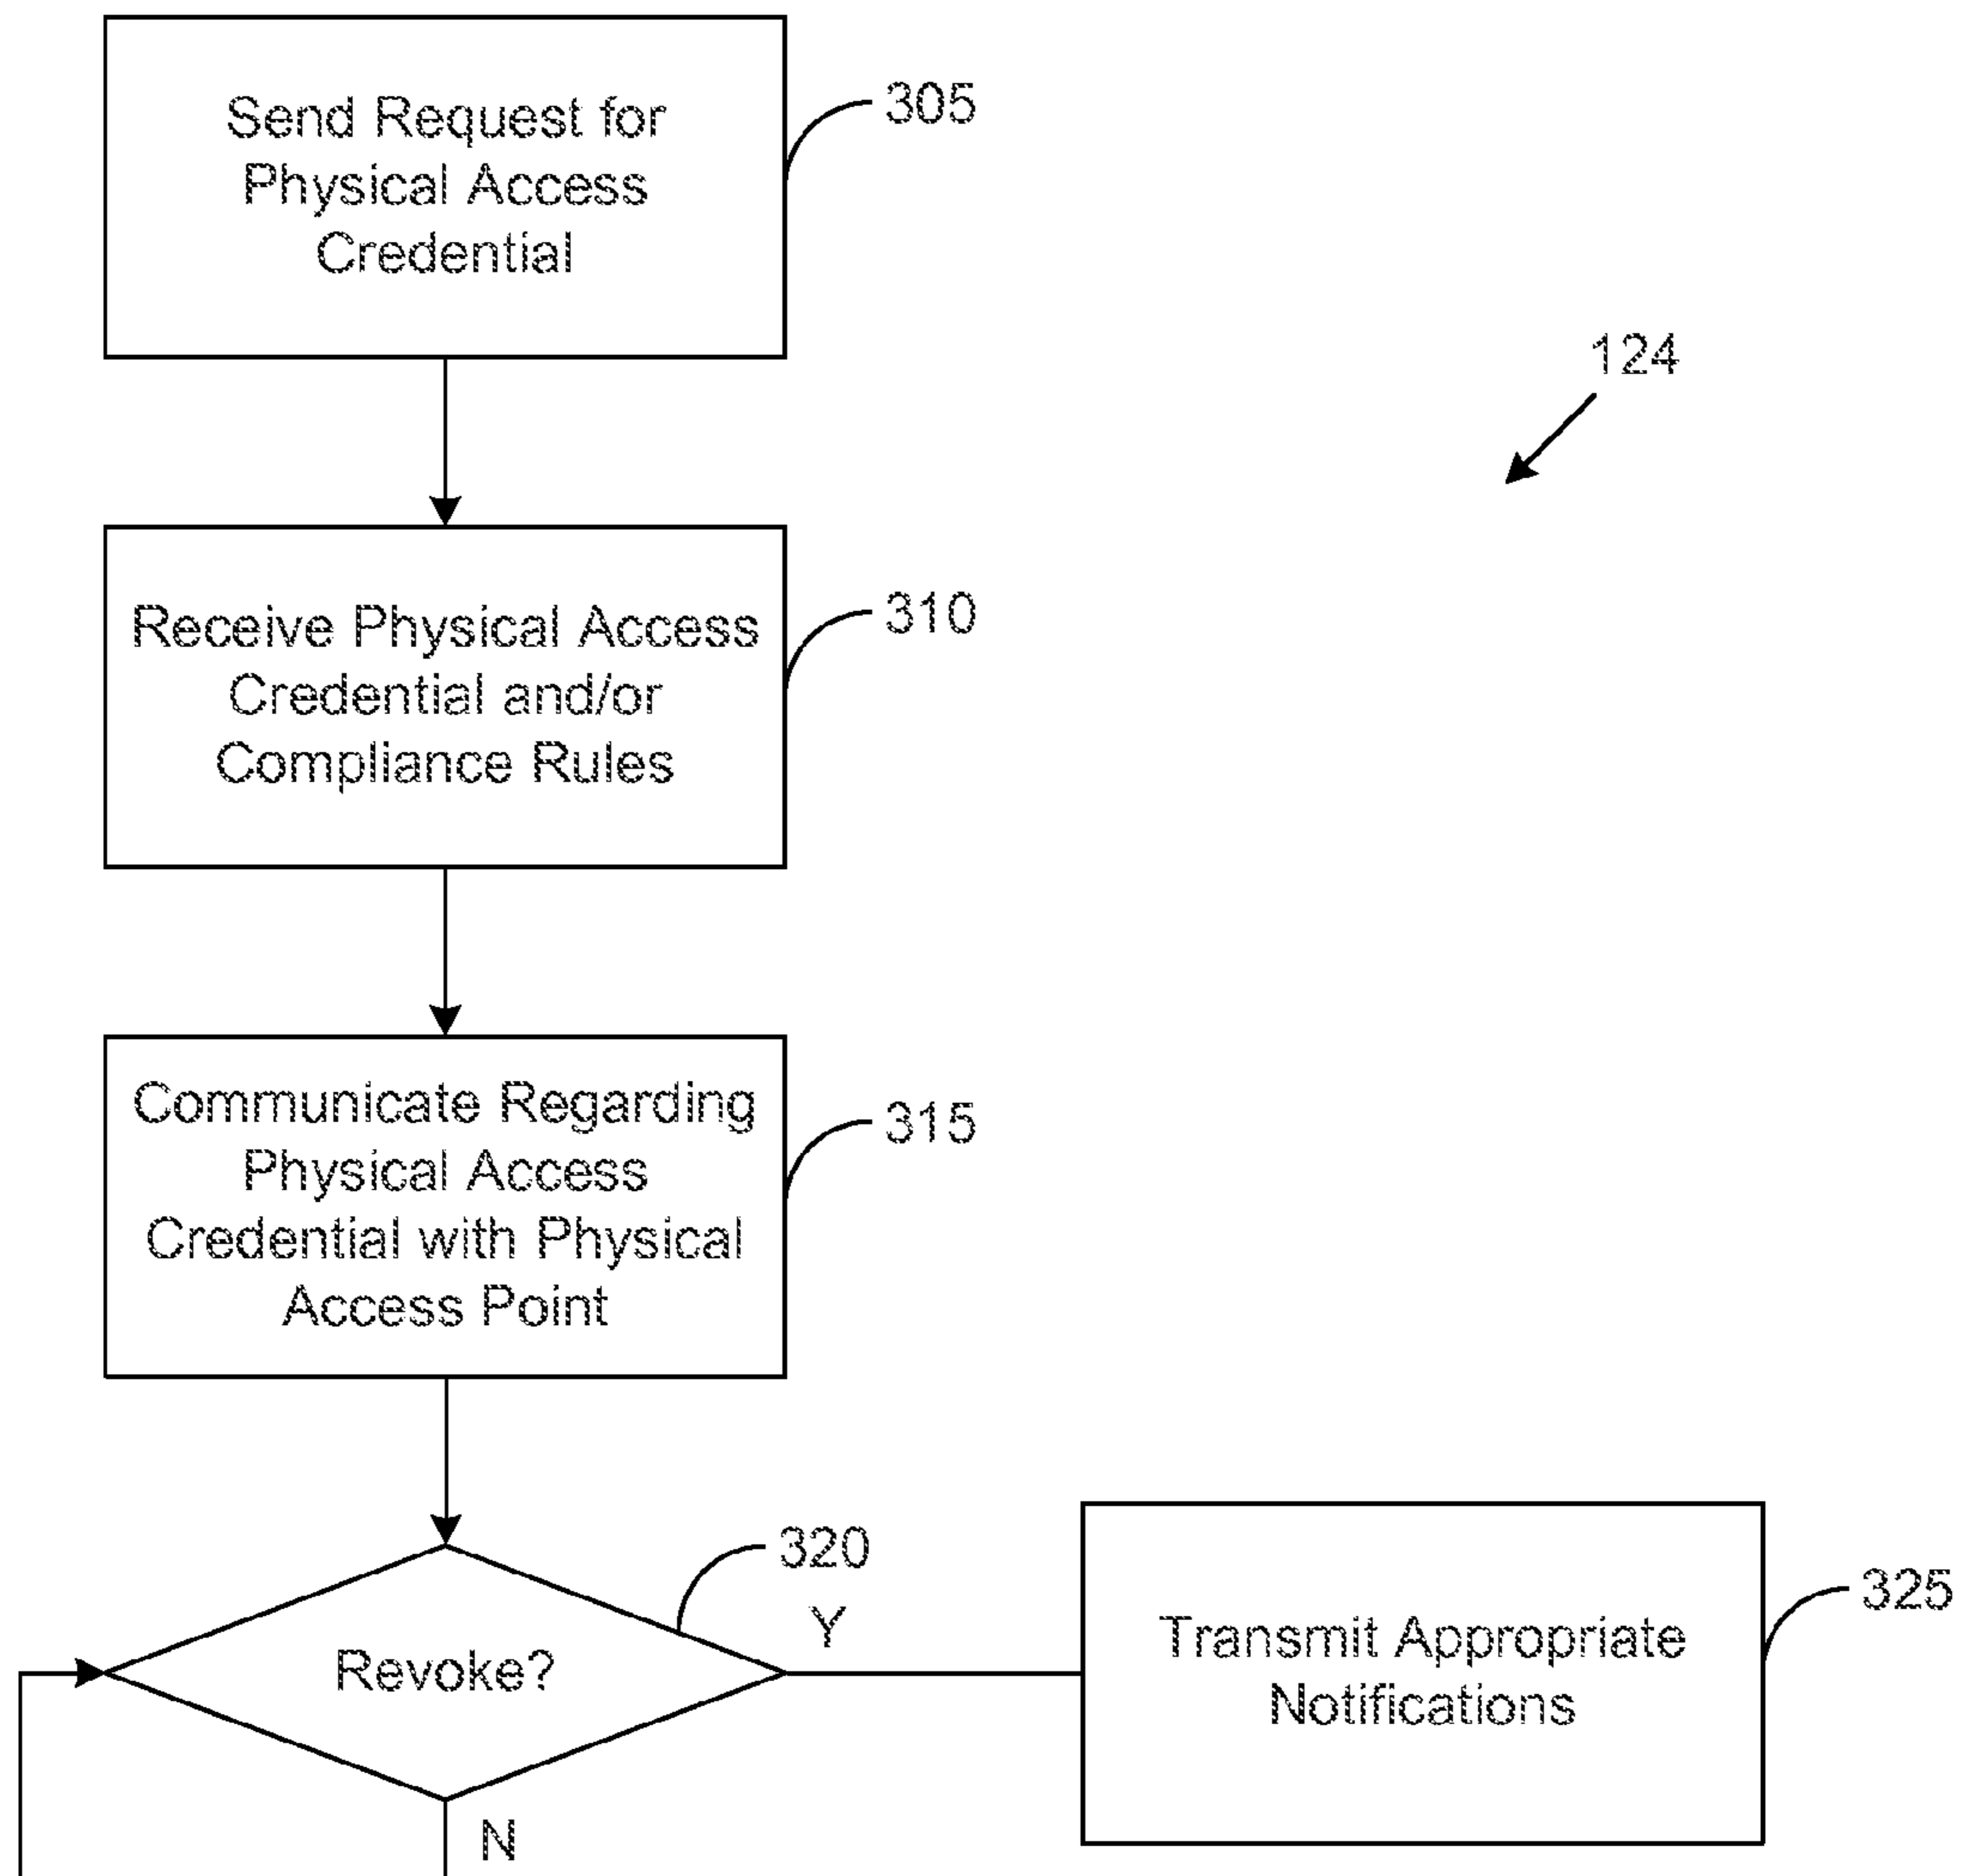 Send Request for
Physical Access
Credential
305
124
Receive Physical Access
Credential and/or
Compliance Rules
310
Communicate Regarding
Physical Access
Credential with Physical
Access Point
315
Revoke?
320
Y
N
Transmit Appropriate
Notifications
325